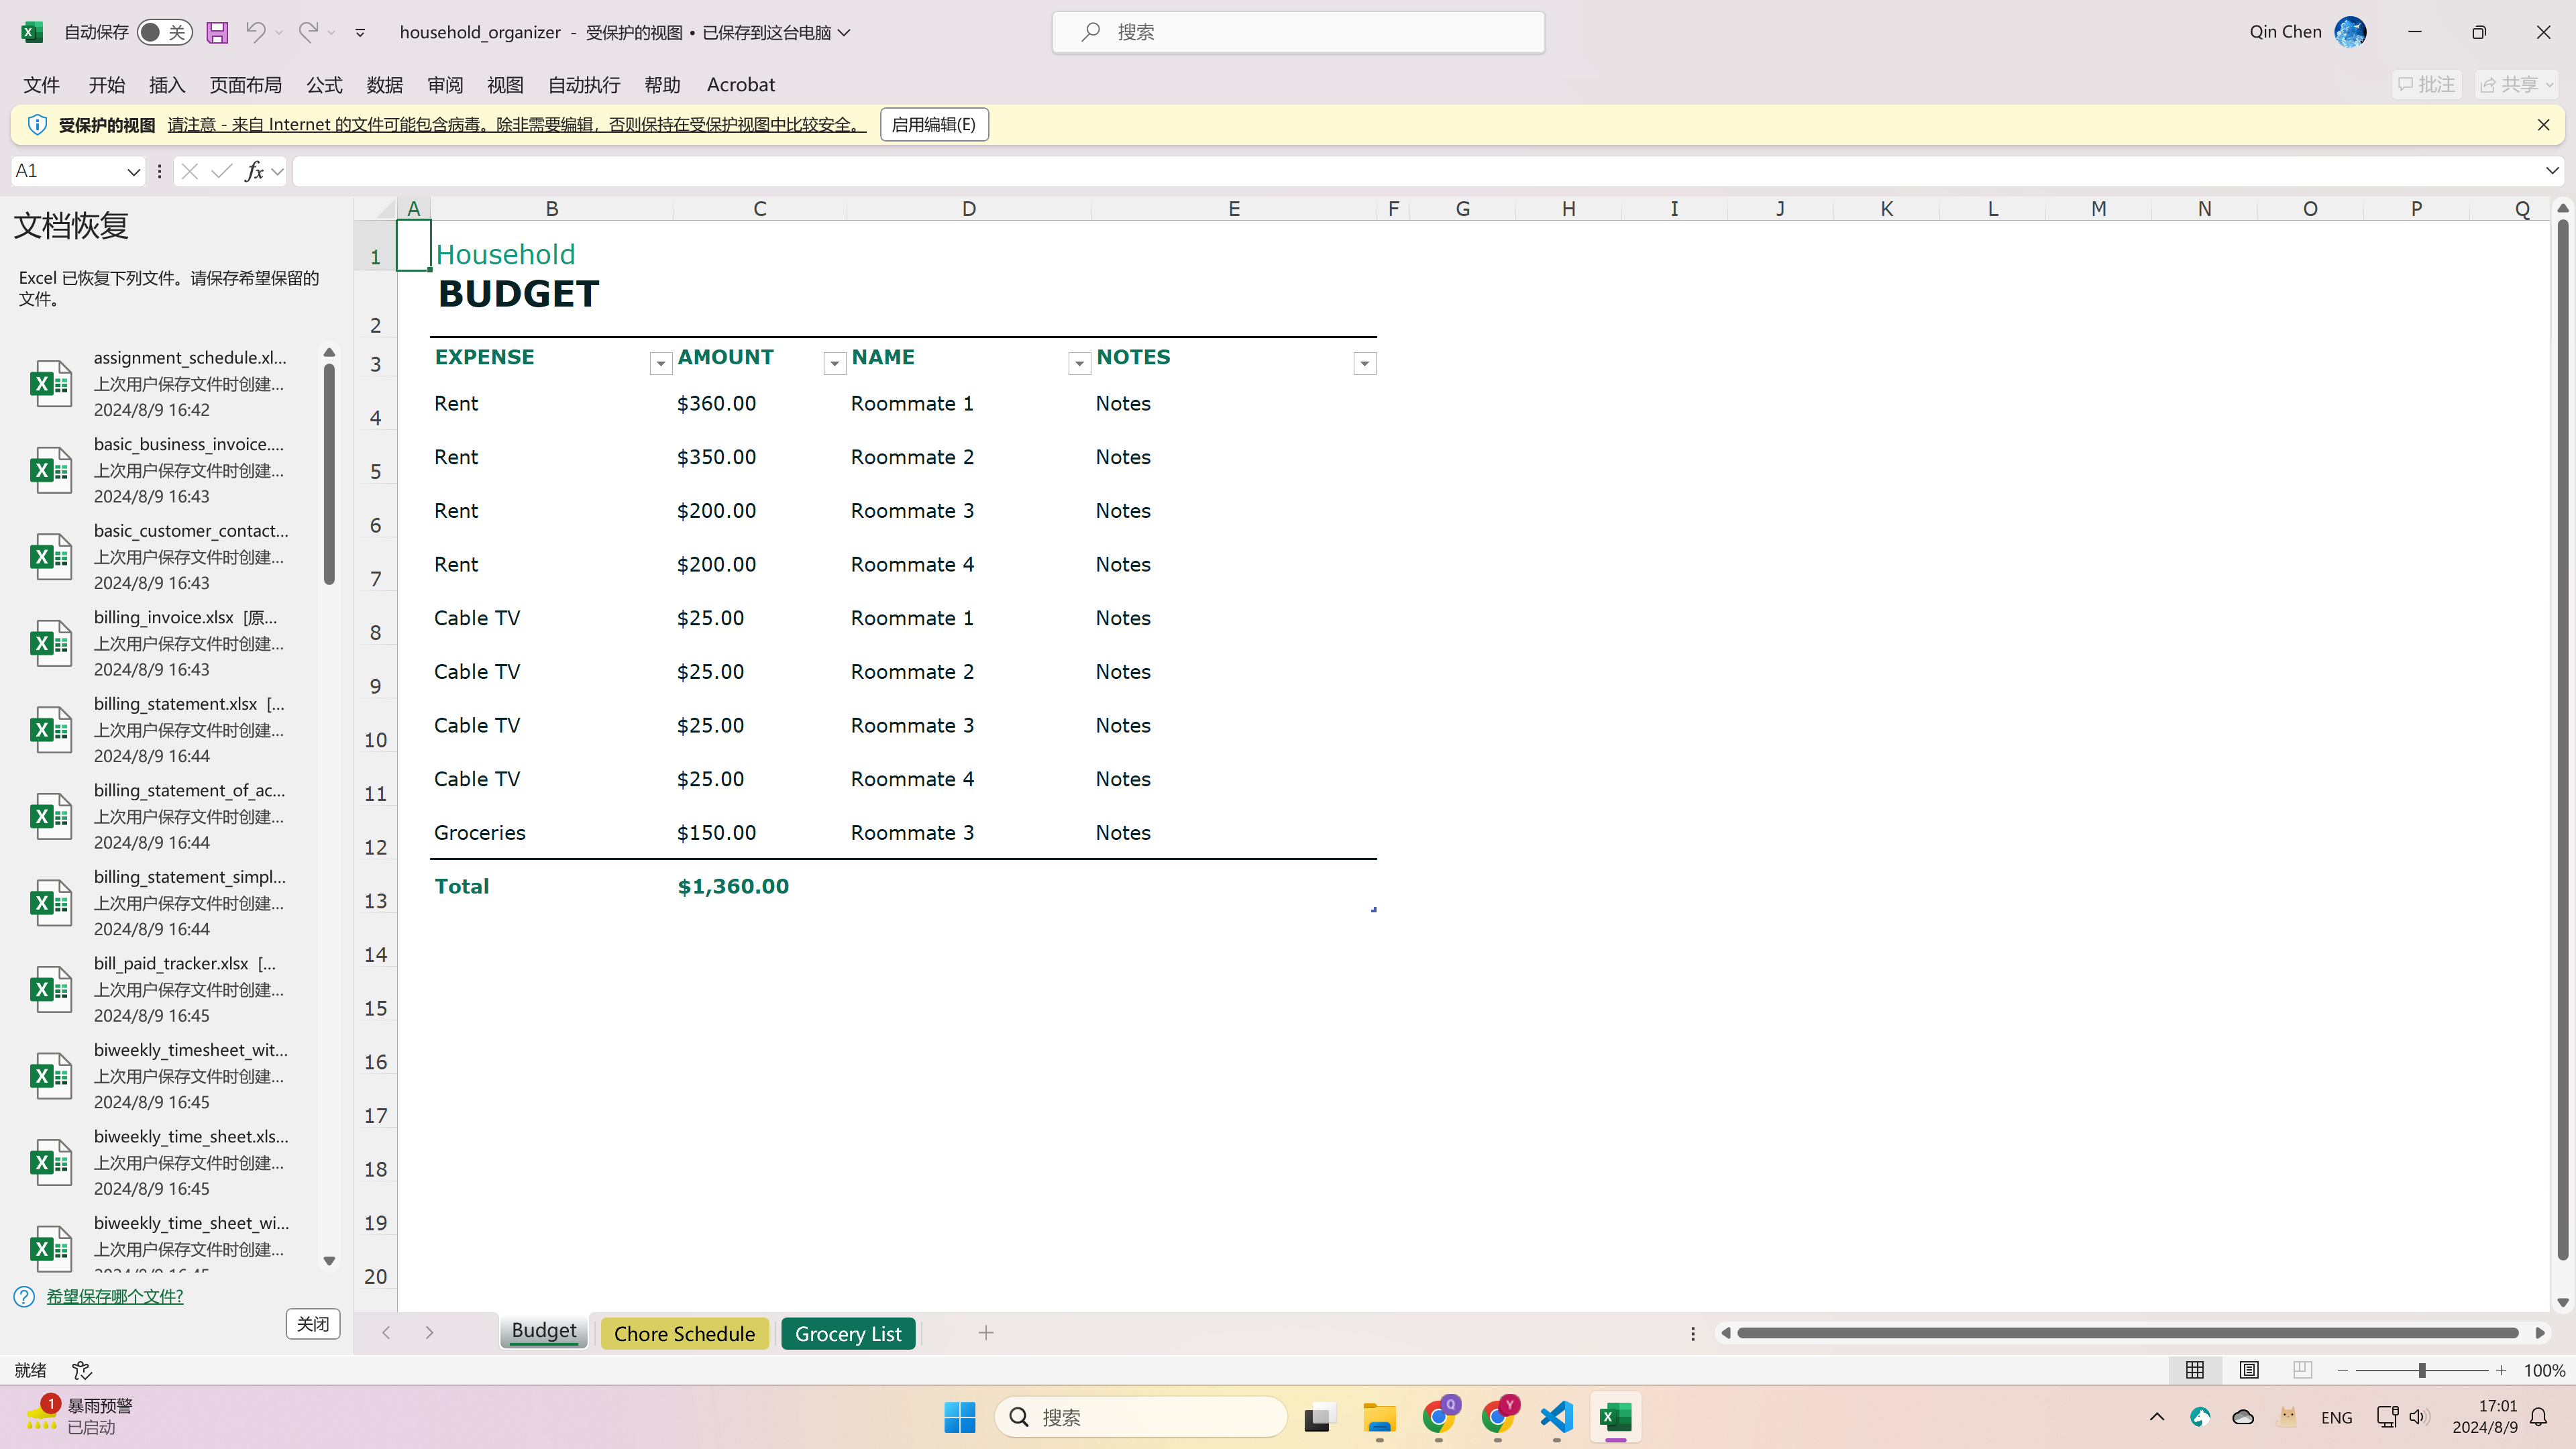 自动保存 关 household_organizer - 受保护的视图 • 已保存到这台电脑 搜索 Qin Chen
文件 开始 插入 页面布局 公式 数据 审阅 视图 自动执行 帮助 Acrobat 批注 共享
受保护的视图 请注意 - 来自 Internet 的文件可能包含病毒。除非需要编辑，否则保持在受保护视图中比较安全。 启用编辑(E)
A1 fx
文档恢复
Excel 已恢复下列文件。请保存希望保留的
文件。
assignment_schedule.xl...
上次用户保存文件时创建...
2024/8/9 16:42
basic_business_invoice....
上次用户保存文件时创建...
2024/8/9 16:43
basic_customer_contact...
上次用户保存文件时创建...
2024/8/9 16:43
billing_invoice.xlsx [原...
上次用户保存文件时创建...
2024/8/9 16:43
billing_statement.xlsx [...
上次用户保存文件时创建...
2024/8/9 16:44
billing_statement_of_ac...
上次用户保存文件时创建...
2024/8/9 16:44
billing_statement_simpl...
上次用户保存文件时创建...
2024/8/9 16:44
bill_paid_tracker.xlsx [...
上次用户保存文件时创建...
2024/8/9 16:45
biweekly_timesheet_wit...
上次用户保存文件时创建...
2024/8/9 16:45
biweekly_time_sheet.xls...
上次用户保存文件时创建...
2024/8/9 16:45
biweekly_time_sheet_wi...
上次用户保存文件时创建...
希望保存哪个文件?
关闭
A B C D E F G H I J K L M N O P Q
1 Household
2 BUDGET
3 EXPENSE AMOUNT NAME NOTES
4 Rent $360.00 Roommate 1 Notes
5 Rent $350.00 Roommate 2 Notes
6 Rent $200.00 Roommate 3 Notes
7 Rent $200.00 Roommate 4 Notes
8 Cable TV $25.00 Roommate 1 Notes
9 Cable TV $25.00 Roommate 2 Notes
10 Cable TV $25.00 Roommate 3 Notes
11 Cable TV $25.00 Roommate 4 Notes
12 Groceries $150.00 Roommate 3 Notes
13 Total $1,360.00
14
15
16
17
18
19
20
Budget Chore Schedule Grocery List
就绪 100%
1 暴雨预警
已启动
搜索
Q Y
ENG
17:01
2024/8/9